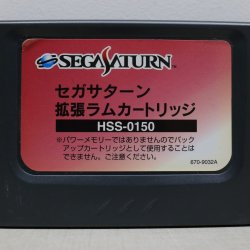 SEGA SATURN
セガサターン
拡張ラムカートリッジ
HSS-0150
※パワーメモリーではありませんのでバック
アップカートリッジとして使用することは
できません。ご注意ください。
670-9032A